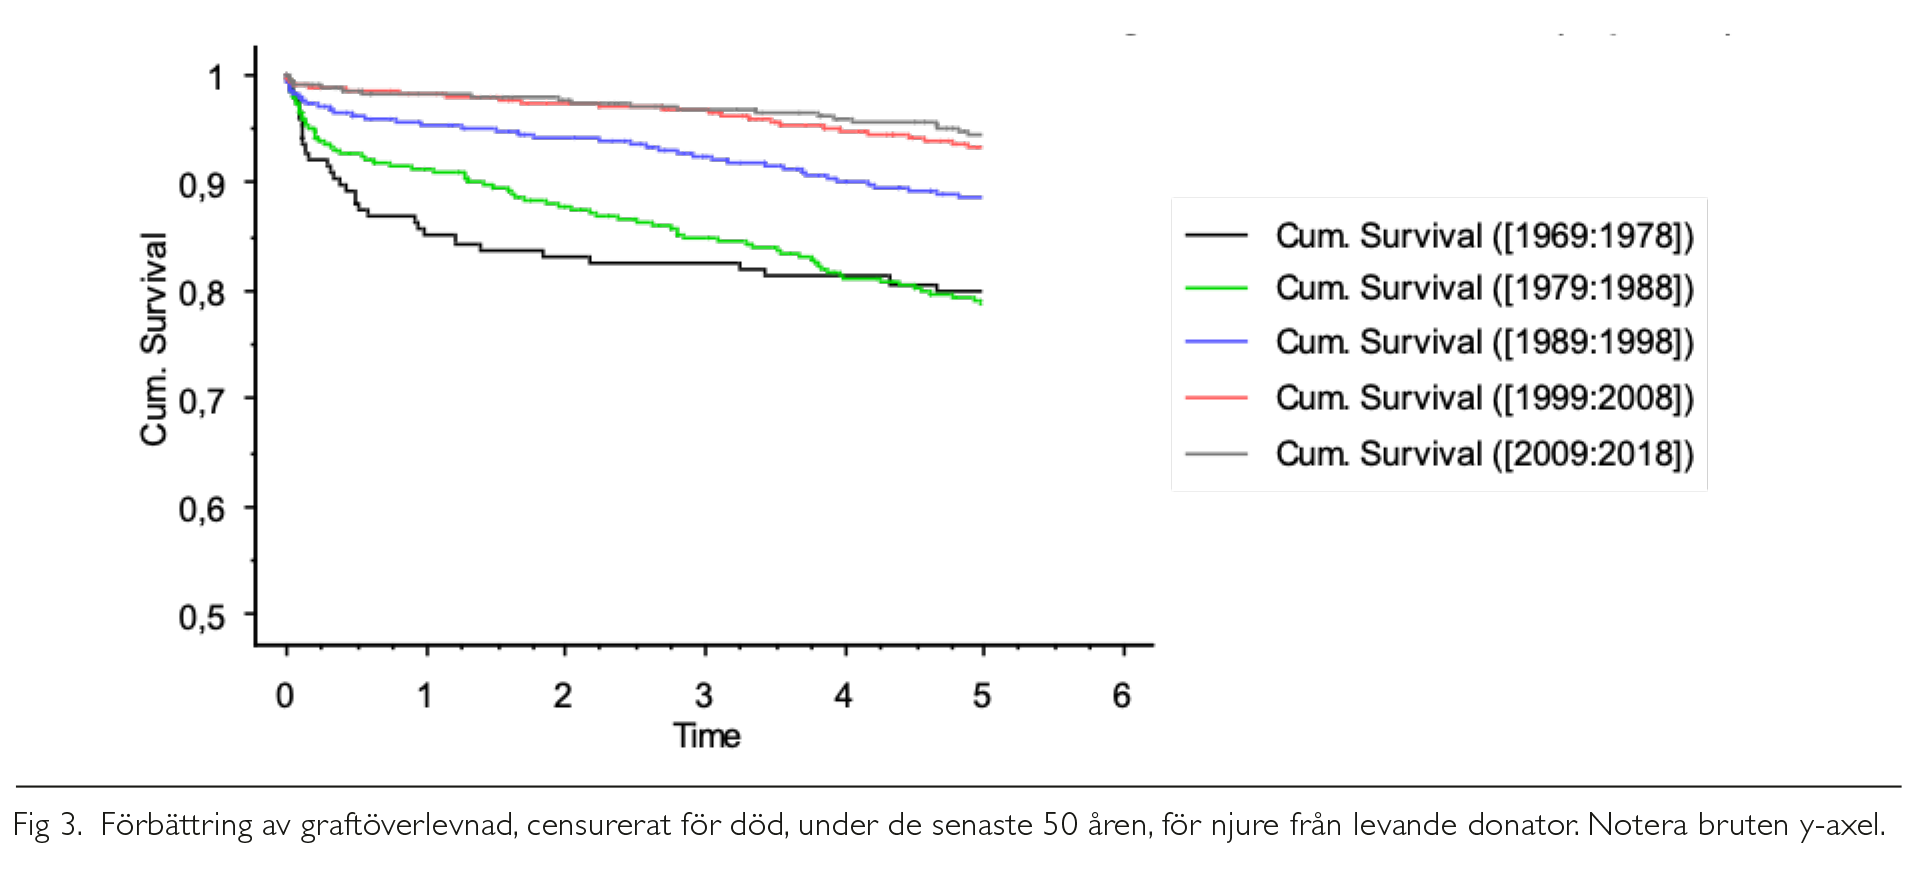 1
0,9
0,8
0,7
0,6
0,5
Cum. Survival
0 1 2 3 4 5 6
Time
Cum. Survival ([1969:1978])
Cum. Survival ([1979:1988])
Cum. Survival ([1989:1998])
Cum. Survival ([1999:2008])
Cum. Survival ([2009:2018])
Fig 3. Förbättring av graftöverlevnad, censurerat för död, under de senaste 50 åren, för njure från levande donator. Notera bruten y-axel.